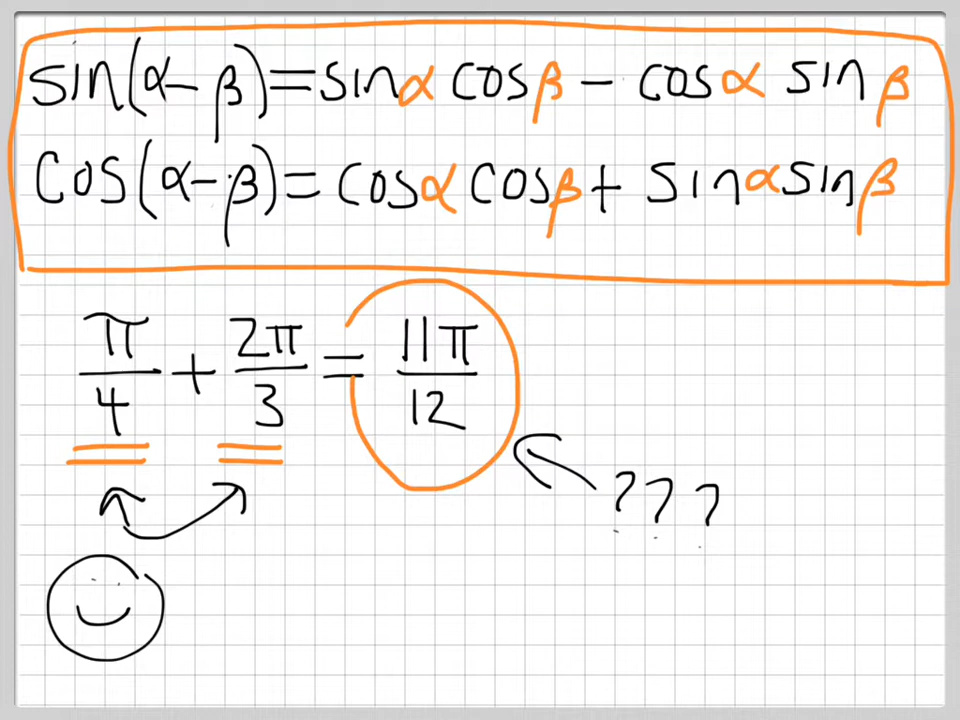 sin(α-β)=sinα cosβ - cosα sinβ
cos(α-β)=cosα cosβ + sinα sinβ
π/4 + 2π/3 = 11π/12
???